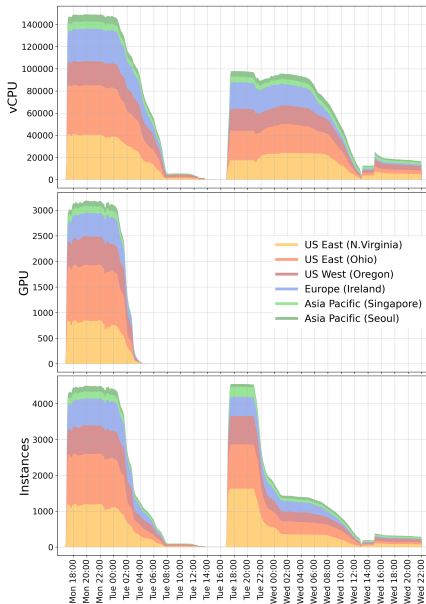 140000
120000
100000
80000
60000
40000
20000
0
vCPU
3000
2500
2000
1500
1000
500
0
GPU
US East (N.Virginia)
US East (Ohio)
US West (Oregon)
Europe (Ireland)
Asia Pacific (Singapore)
Asia Pacific (Seoul)
4000
3000
2000
1000
0
Instances
Mon 18:00
Mon 20:00
Mon 22:00
Tue 00:00
Tue 02:00
Tue 04:00
Tue 06:00
Tue 08:00
Tue 10:00
Tue 12:00
Tue 14:00
Tue 16:00
Tue 18:00
Tue 20:00
Tue 22:00
Wed 00:00
Wed 02:00
Wed 04:00
Wed 06:00
Wed 08:00
Wed 10:00
Wed 12:00
Wed 14:00
Wed 16:00
Wed 18:00
Wed 20:00
Wed 22:00